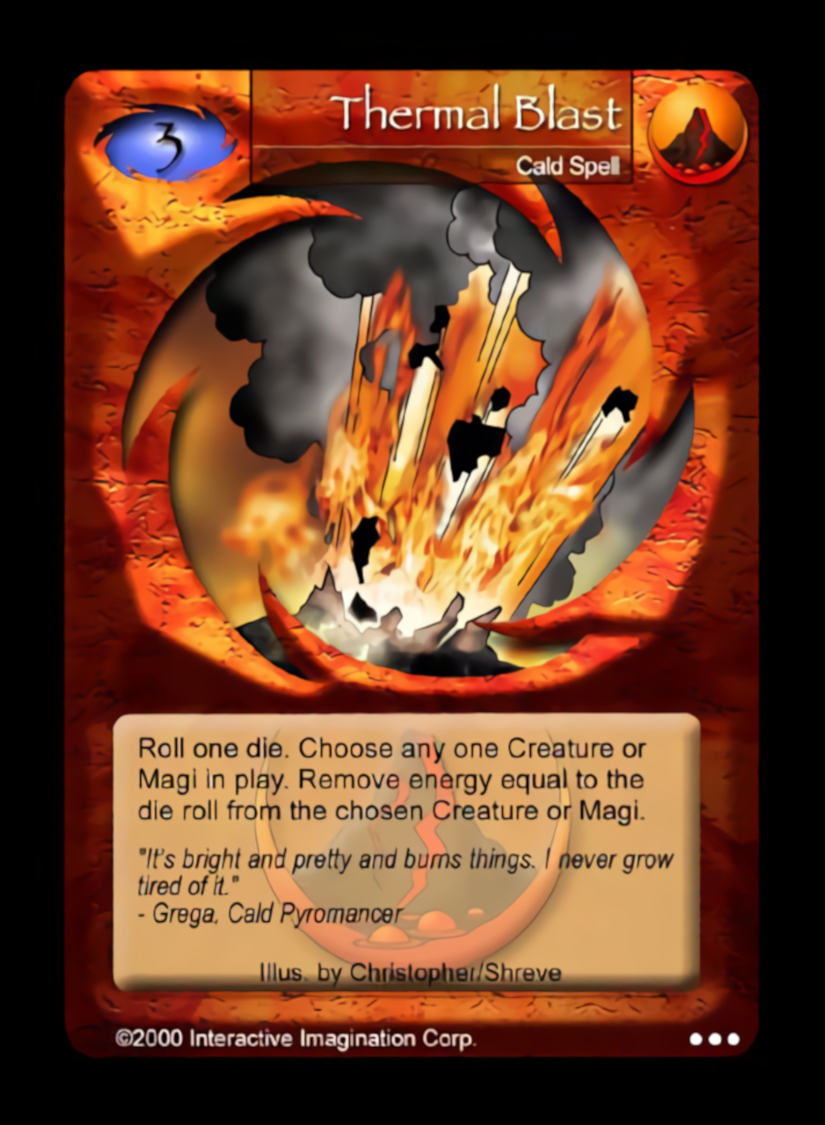 3
Thermal Blast
Cald Spell
Roll one die. Choose any one Creature or
Magi in play. Remove energy equal to the
die roll from the chosen Creature or Magi.
"It's bright and pretty and burns things. I never grow
tired of it."
- Grega, Cald Pyromancer
Illus. by Christopher/Shreve
©2000 Interactive Imagination Corp.